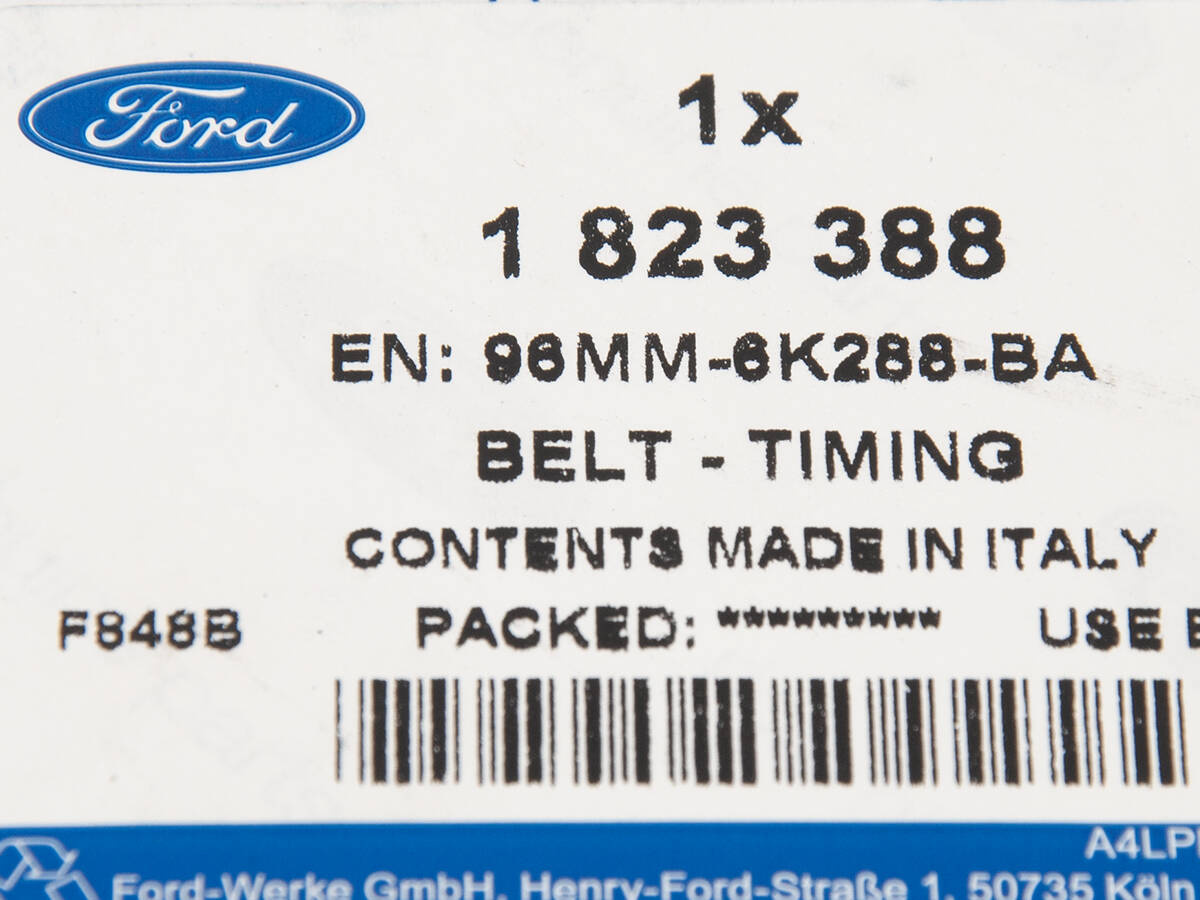 Ford
1x
1 823 388
EN: 96MM-6K288-BA
BELT - TIMING
CONTENTS MADE IN ITALY
F848B PACKED: ********* USE
A4LP
Ford-Werke GmbH, Henry-Ford-Straße 1, 50735 Köln